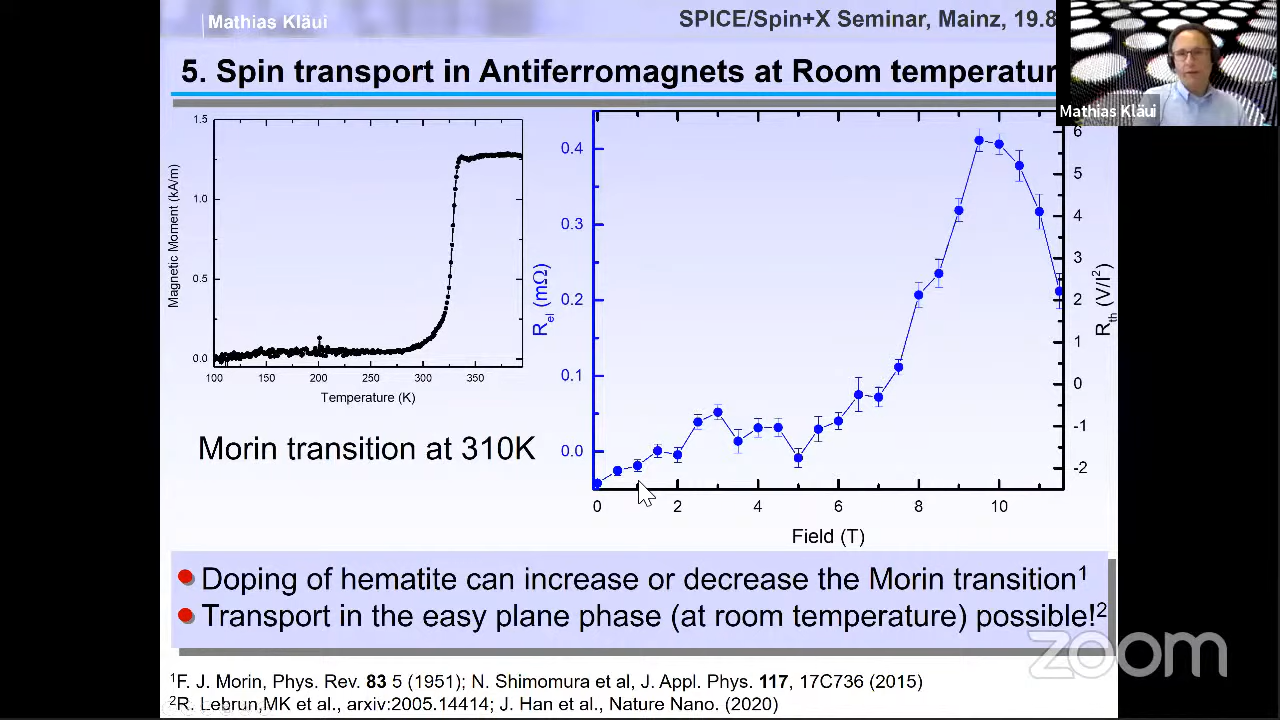 Mathias Kläui
SPICE/Spin+X Seminar, Mainz, 19.8
5. Spin transport in Antiferromagnets at Room temperatur
Mathias Kläui
1.5
1.0
0.5
0.0
Magnetic Moment (kA/m)
100 150 200 250 300 350
Temperature (K)
Morin transition at 310K
0.4
0.3
0.2
0.1
0.0
R_el (mΩ)
0 2 4 6 8 10
Field (T)
6
5
4
3
2
1
0
-1
-2
R_th (V/I²)
Doping of hematite can increase or decrease the Morin transition¹
Transport in the easy plane phase (at room temperature) possible!²
zoom
¹F. J. Morin, Phys. Rev. 83 5 (1951); N. Shimomura et al, J. Appl. Phys. 117, 17C736 (2015)
²R. Lebrun,MK et al., arxiv:2005.14414; J. Han et al., Nature Nano. (2020)